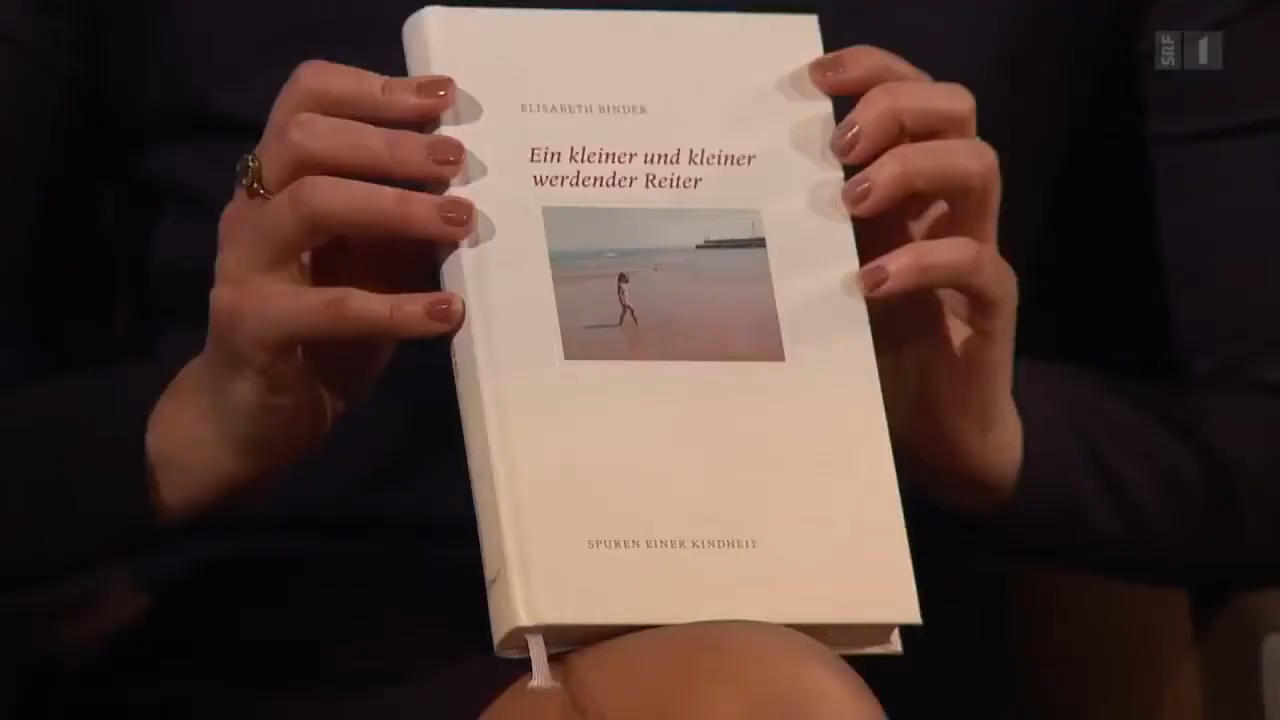 SRF 1
ELISABETH BINDER
Ein kleiner und kleiner
werdender Reiter
SPUREN EINER KINDHEIT